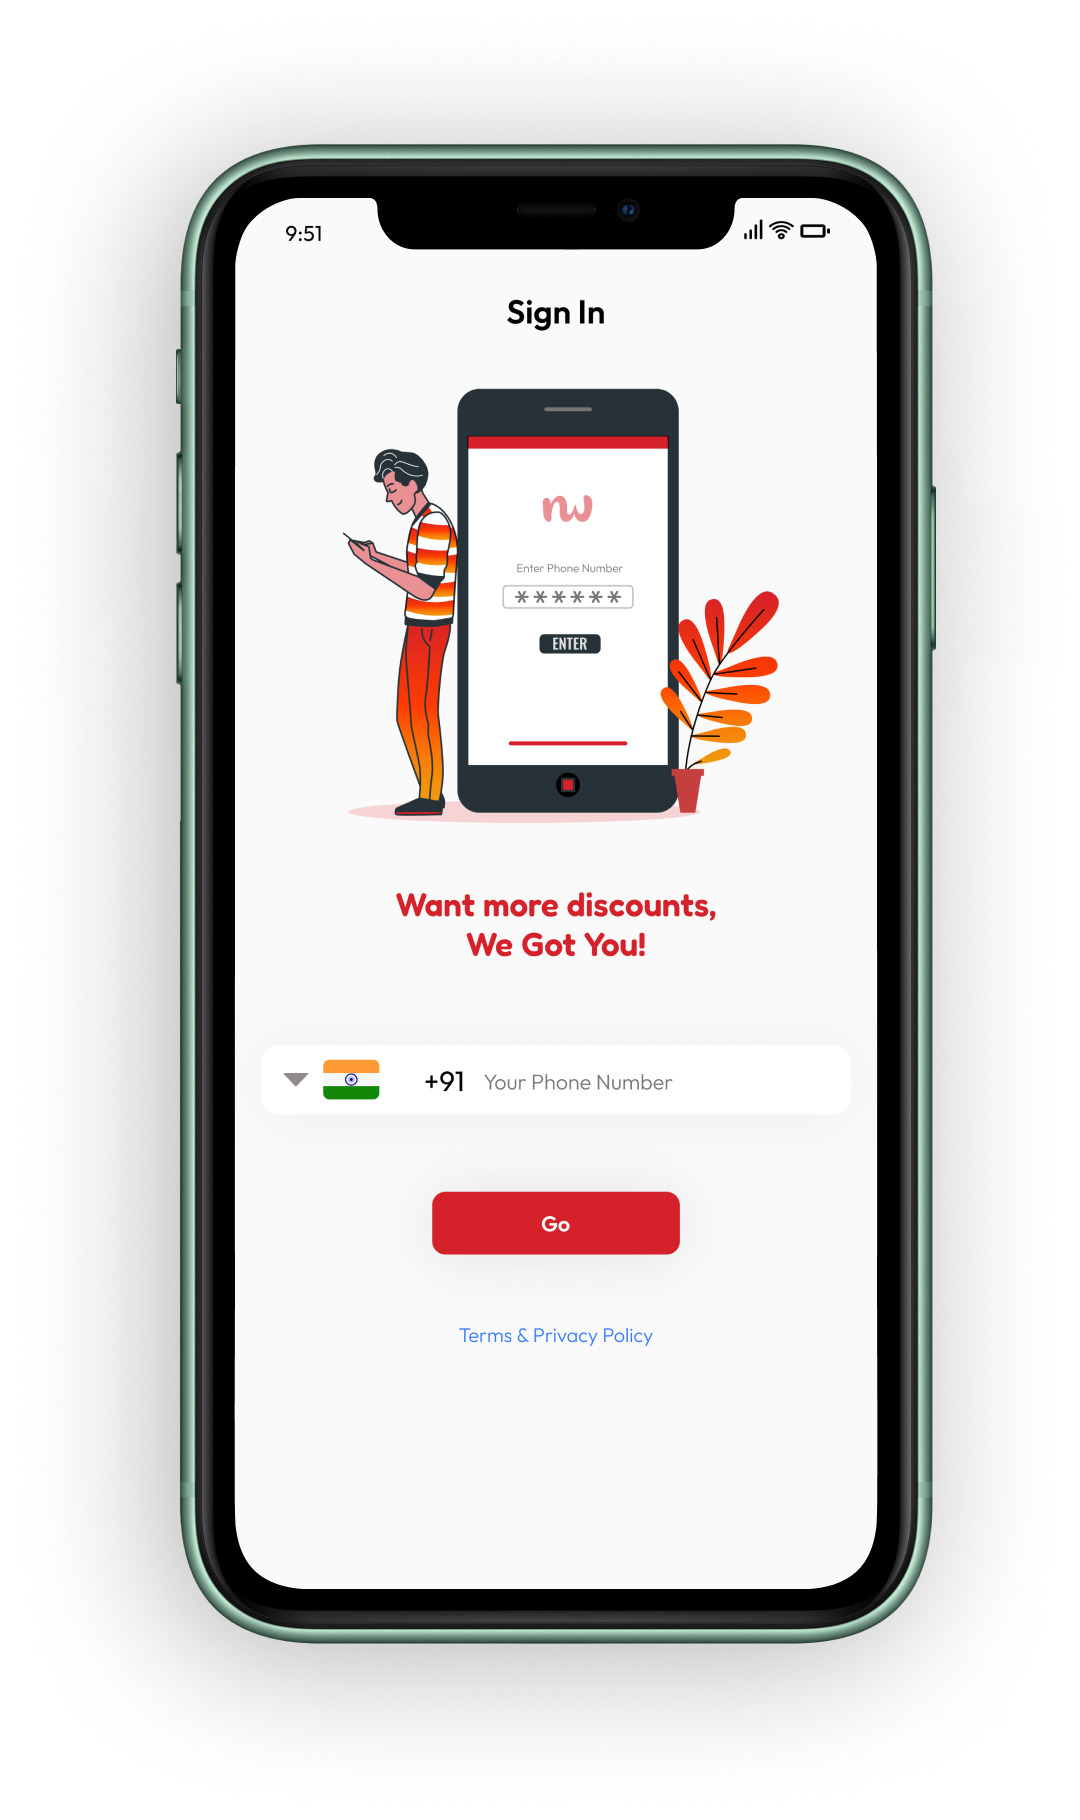 9:51
Sign In
nw
Enter Phone Number
******
ENTER
Want more discounts,
We Got You!
+91 Your Phone Number
Go
Terms & Privacy Policy